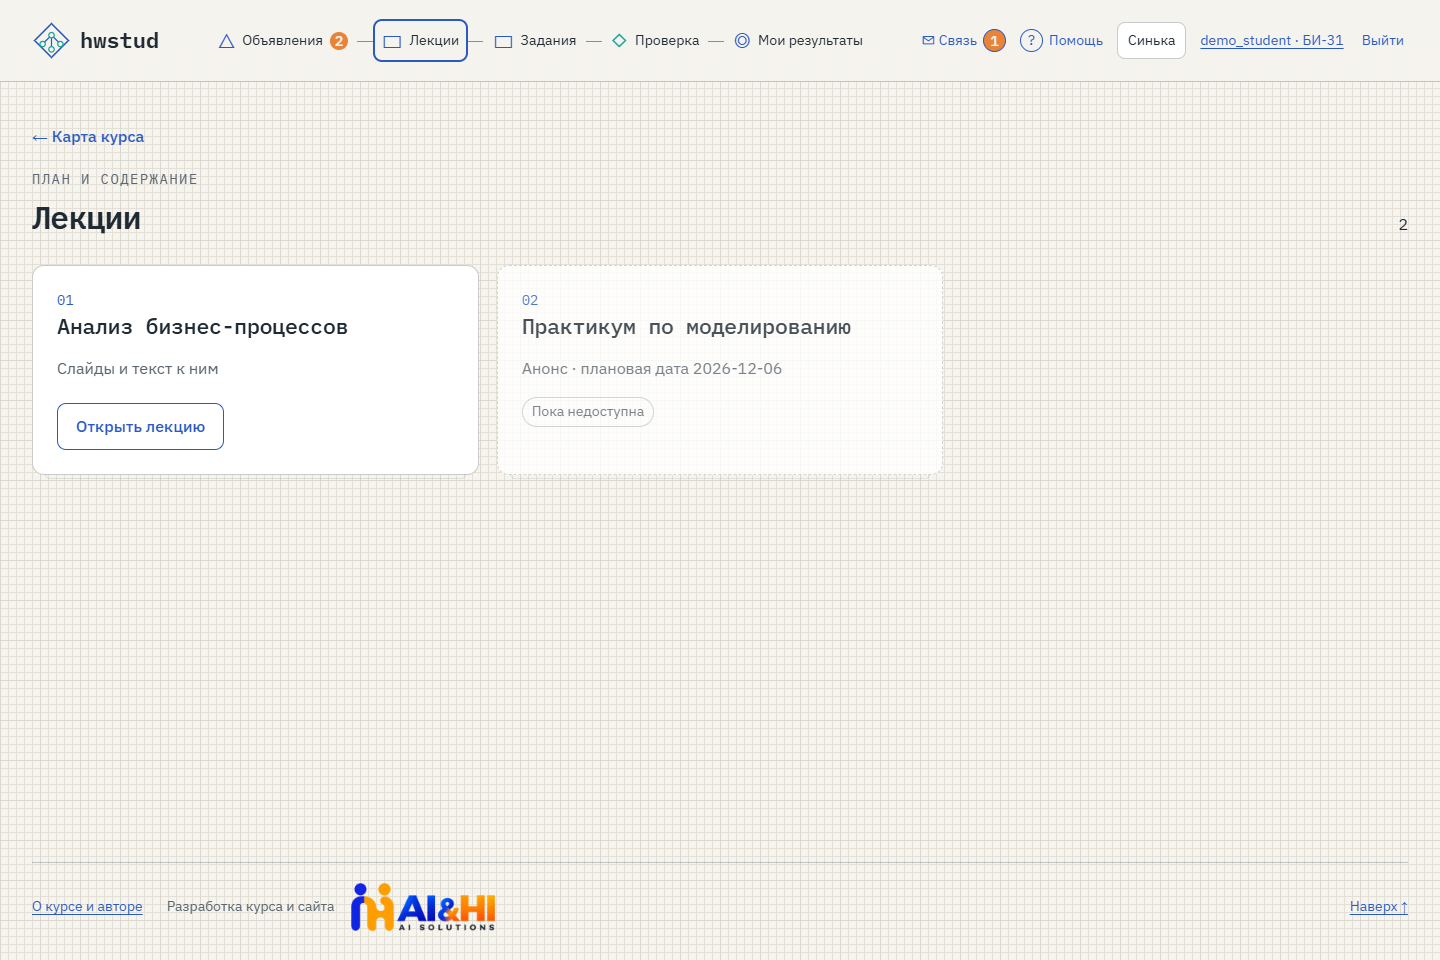 hwstud
Объявления 2
Лекции
Задания
Проверка
Мои результаты
Связь 1
? Помощь
Синька
demo_student · БИ-31
Выйти
← Карта курса
ПЛАН И СОДЕРЖАНИЕ
Лекции
2
01
Анализ бизнес-процессов
Слайды и текст к ним
Открыть лекцию
02
Практикум по моделированию
Анонс · плановая дата 2026-12-06
Пока недоступна
О курсе и авторе
Разработка курса и сайта
AI&HI
AI SOLUTIONS
Наверх ↑